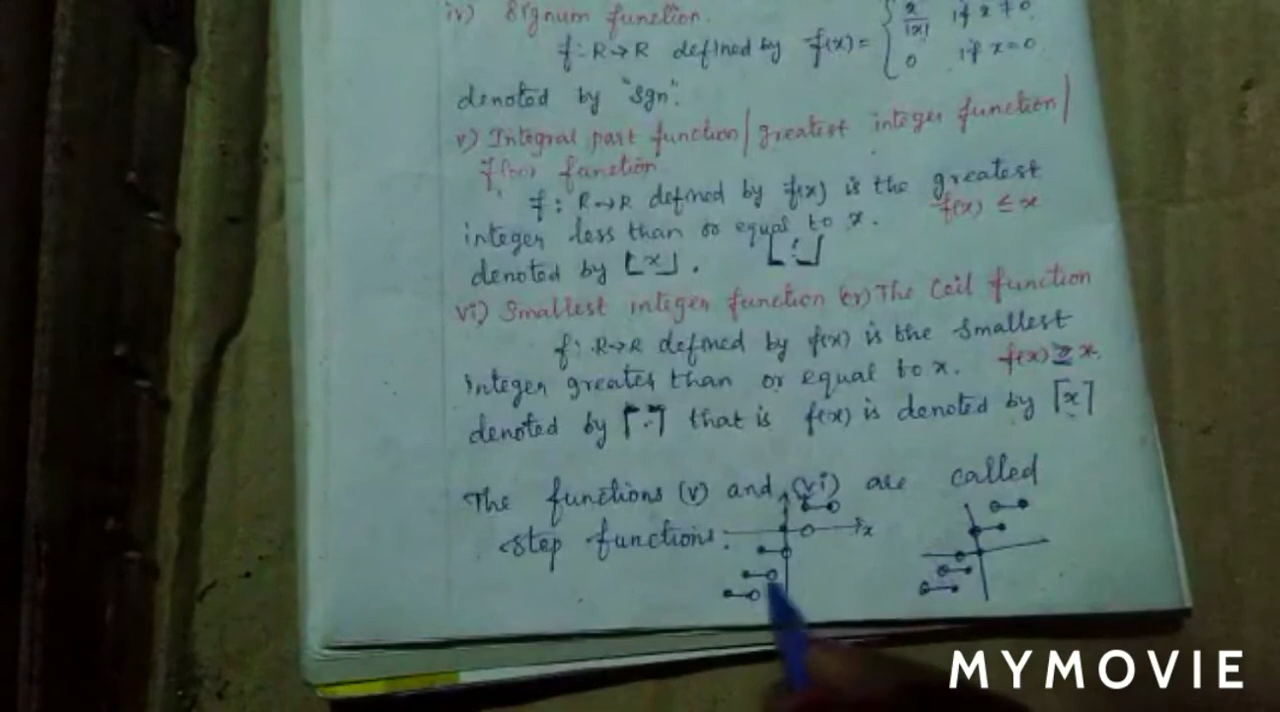 iv) Signum function.
f: R→R defined by f(x) = { x/|x| if x ≠ 0
0 if x=0
denoted by "sgn".
v) Integral part function/greatest integer function/
floor function
f: R→R defined by f(x) is the greatest
integer less than or equal to x. f(x) ≤ x
denoted by ⌊x⌋. ⌊·⌋
vi) Smallest integer function (or) The Ceil function
f: R→R defined by f(x) is the smallest
integer greater than or equal to x. f(x) ≥ x.
denoted by ⌈·⌉ that is f(x) is denoted by ⌈x⌉
The functions (v) and (vi) are called
step functions.
x
MYMOVIE